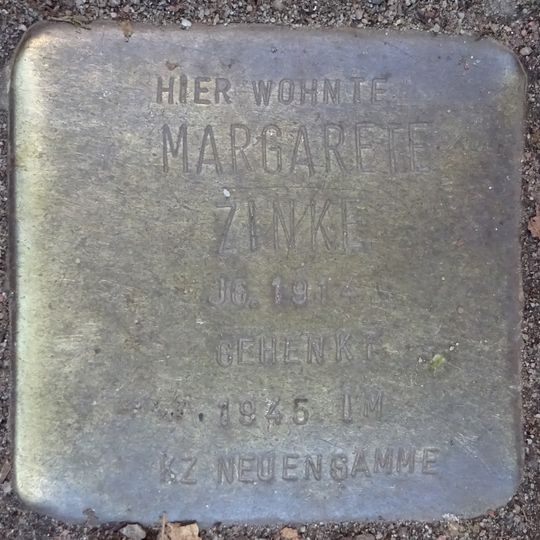 HIER WOHNTE
MARGARETE
ZINKE
JG. 1914
GEHENKT
1945 IM
KZ NEUENGAMME